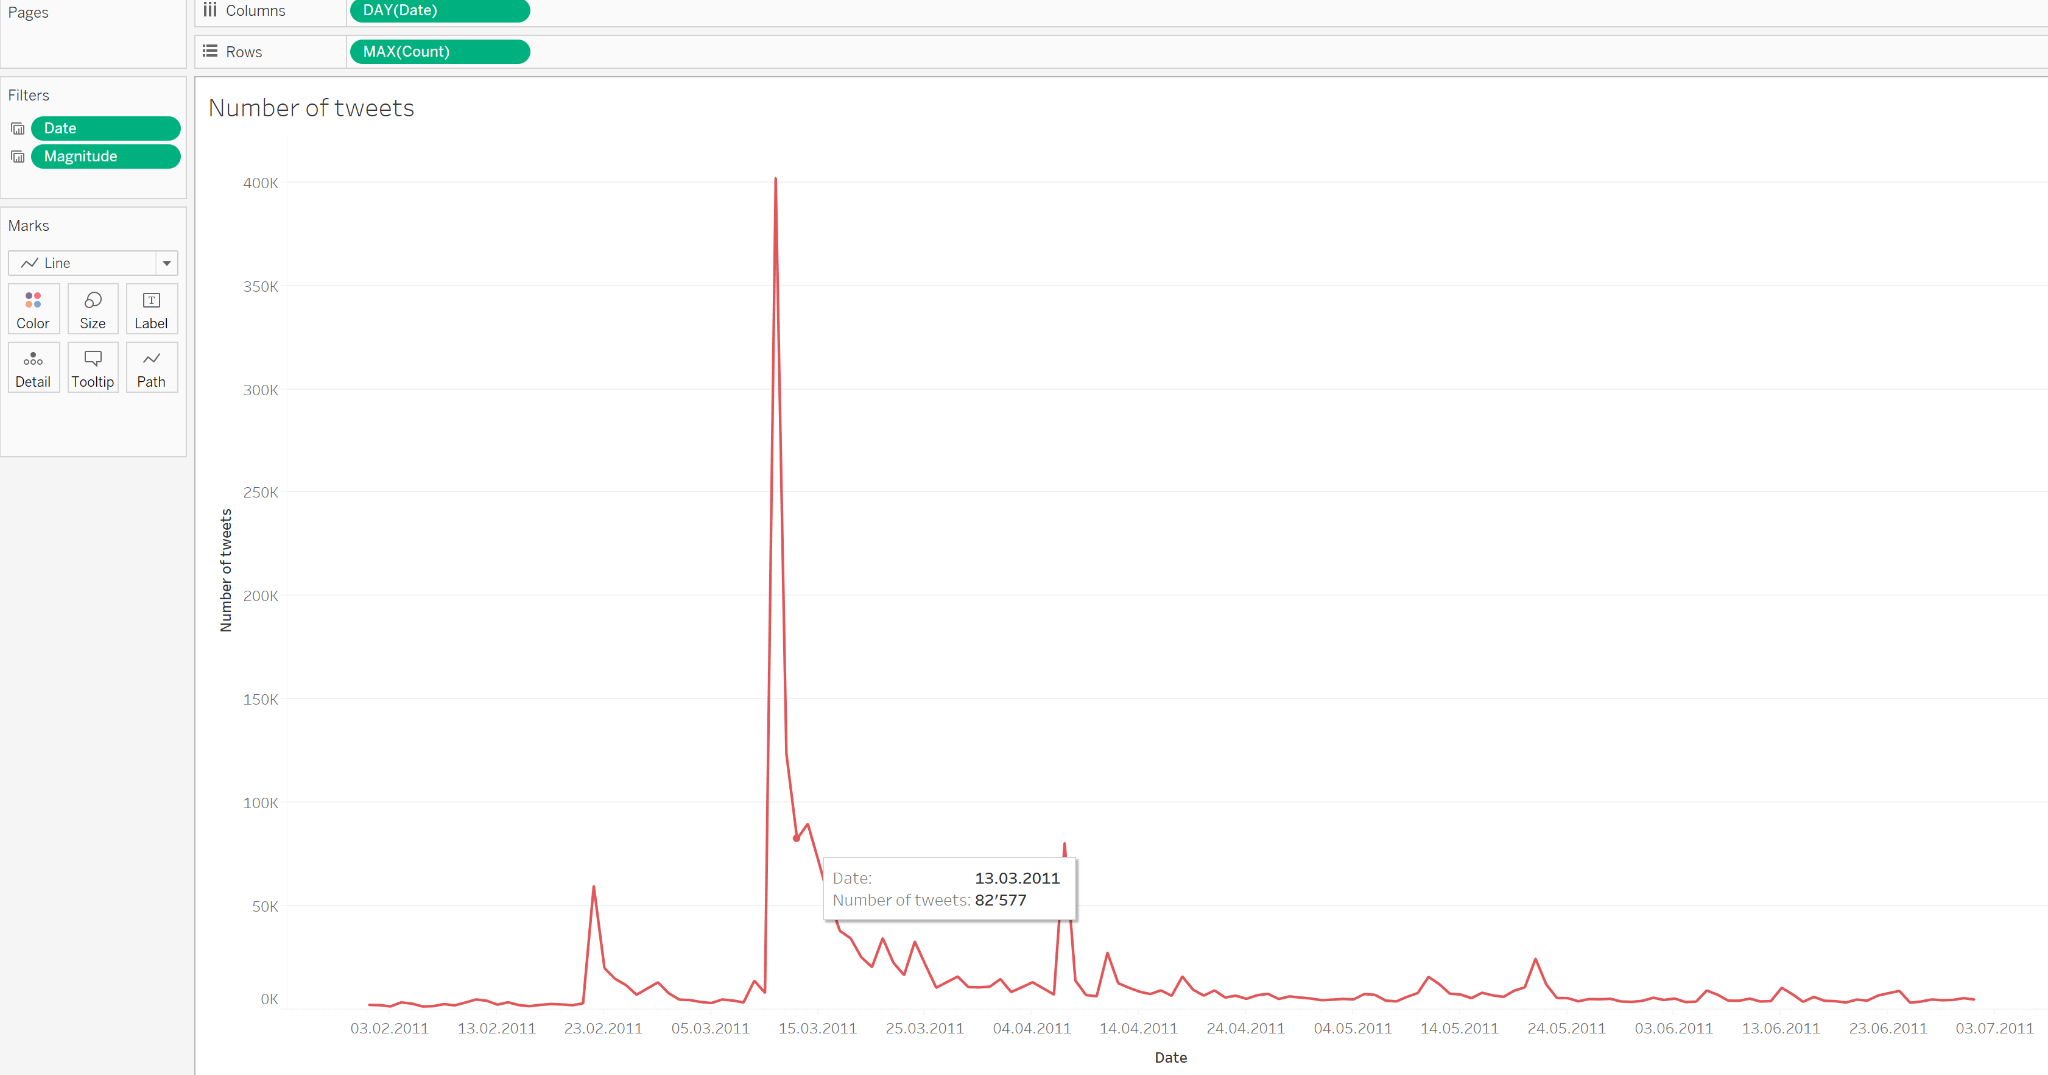 Pages
Columns
DAY(Date)
Rows
MAX(Count)
Filters
Date
Magnitude
Marks
Line
Color Size Label
Detail Tooltip Path
Number of tweets
400K
350K
300K
250K
200K
150K
100K
50K
0K
Number of tweets
Date: 13.03.2011
Number of tweets: 82’577
03.02.2011 13.02.2011 23.02.2011 05.03.2011 15.03.2011 25.03.2011 04.04.2011 14.04.2011 24.04.2011 04.05.2011 14.05.2011 24.05.2011 03.06.2011 13.06.2011 23.06.2011 03.07.2011
Date